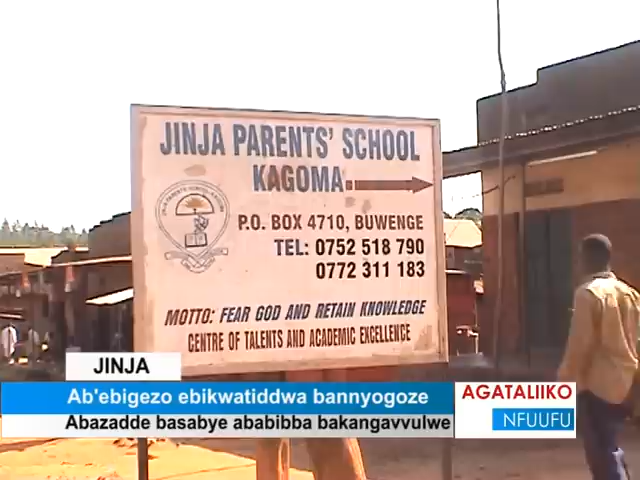 JINJA PARENTS' SCHOOL
KAGOMA
P.O. BOX 4710, BUWENGE
TEL: 0752 518 790
0772 311 183
MOTTO: FEAR GOD AND RETAIN KNOWLEDGE
CENTRE OF TALENTS AND ACADEMIC EXCELLENCE
JINJA
Ab'ebigezo ebikwatiddwa bannyogoze
Abazadde basabye ababibba bakangavvulwe
AGATALIIKO
NFUUFU